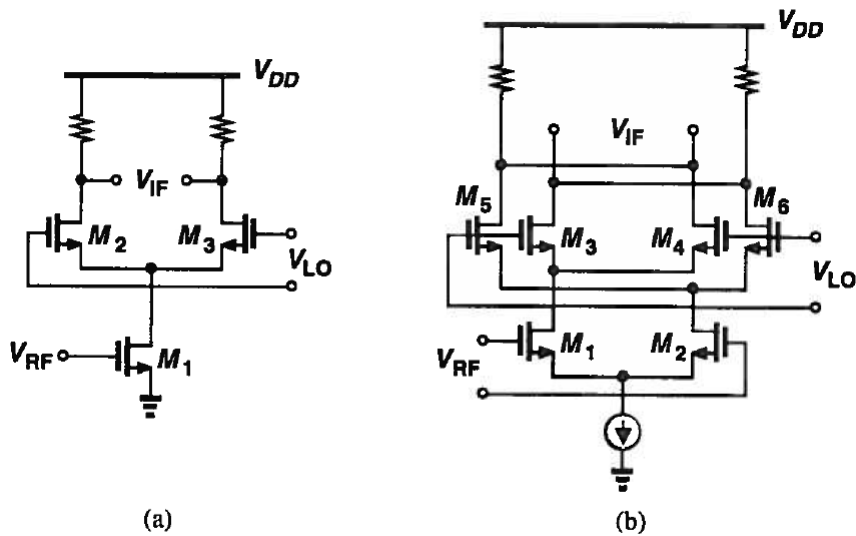 V_DD
V_IF
M_2
M_3
V_LO
V_RF
M_1
(a)
V_DD
V_IF
M_5
M_6
M_3
M_4
V_LO
M_1
M_2
V_RF
(b)